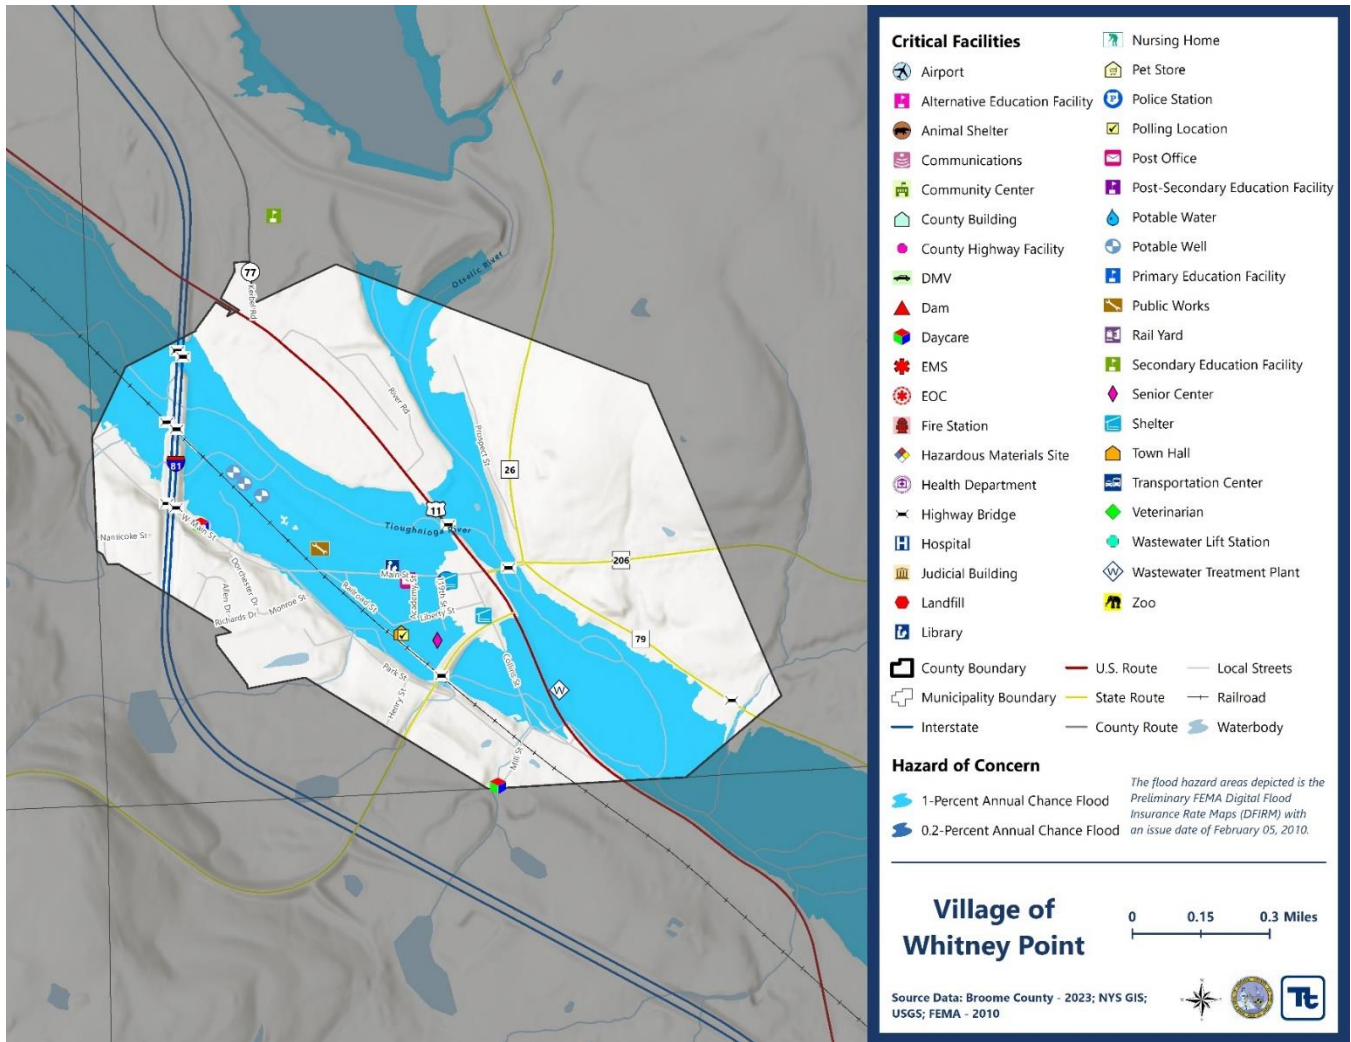 77
Kerbel Rd
Otselic River
River Rd
Prospect St
26
81
11
Tioughnioga River
W Main St
Nanticoke St
206
Main St
Dorchester Dr
Allen Dr
Railroad St
Academy St
Liberty St
Monroe St
Richards Dr
79
Collins St
Park St
Henry St
W
Mill St
Critical Facilities
Airport
Alternative Education Facility
Animal Shelter
Communications
Community Center
County Building
County Highway Facility
DMV
Dam
Daycare
EMS
EOC
Fire Station
Hazardous Materials Site
Health Department
Highway Bridge
Hospital
Judicial Building
Landfill
Library
Nursing Home
Pet Store
Police Station
Polling Location
Post Office
Post-Secondary Education Facility
Potable Water
Potable Well
Primary Education Facility
Public Works
Rail Yard
Secondary Education Facility
Senior Center
Shelter
Town Hall
Transportation Center
Veterinarian
Wastewater Lift Station
Wastewater Treatment Plant
Zoo
County Boundary
Municipality Boundary
Interstate
U.S. Route
State Route
County Route
Local Streets
Railroad
Waterbody
Hazard of Concern
1-Percent Annual Chance Flood
0.2-Percent Annual Chance Flood
The flood hazard areas depicted is the
Preliminary FEMA Digital Flood
Insurance Rate Maps (DFIRM) with
an issue date of February 05, 2010.
Village of
Whitney Point
0 0.15 0.3 Miles
Source Data: Broome County - 2023; NYS GIS;
USGS; FEMA - 2010
Tt